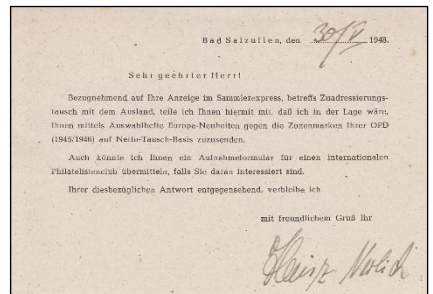 Bad Salzuflen, den 30/V 1948.
Sehr geehrter Herr!
Bezugnehmend auf Ihre Anzeige im Sammlerexpress, betreffs Zuadressierungs-
tausch mit dem Ausland, teile ich Ihnen hiermit mit, daß ich in der Lage wäre,
Ihnen mittels Auswahlhefte Europa-Neuheiten gegen die Zonenmarken Ihrer OPD
(1945/1946) auf Netto-Tausch-Basis zuzusenden.
Auch könnte ich Ihnen ein Aufnahmeformular für einen internationalen
Philatelistenclub übermitteln, falls Sie daran interessiert sind.
Ihrer diesbezüglichen Antwort entgegensehend, verbleibe ich
mit freundlichem Gruß Ihr
Heinz